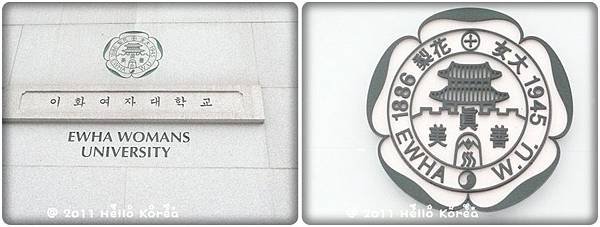 이 화 여 자 대 학 교
EWHA WOMANS
UNIVERSITY
@ 2011 Hello Korea
1886 梨花 女大 1945
眞
美 善
EWHA W.U.
@ 2011 Hello Korea